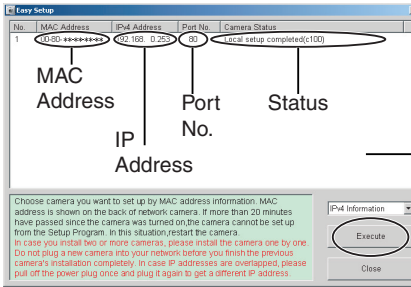 Easy Setup
No. MAC Address IPv4 Address Port No. Camera Status
1 00-80-**-**-**-** 192.168. 0.253 80 Local setup completed(c100)
MAC Address
IP Address
Port No.
Status
Choose camera you want to set up by MAC address information. MAC
address is shown on the back of network camera. If more than 20 minutes
have passed since the camera was turned on,the camera cannot be set up
from the Setup Program. In this situation,restart the camera.
In case you install two or more cameras, please install the camera one by one.
Do not plug a new camera into your network before you finish the previous
camera's installation completely. In case IP addresses are overlapped, please
pull off the power plug once and plug it again to get a different IP address.
IPv4 Information
Execute
Close